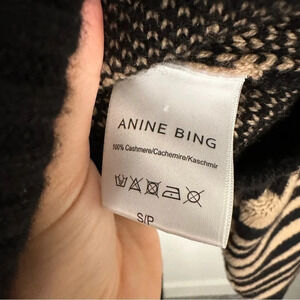 ANINE BING
100% Cashmere/Cachemire/Kaschmir
S/P